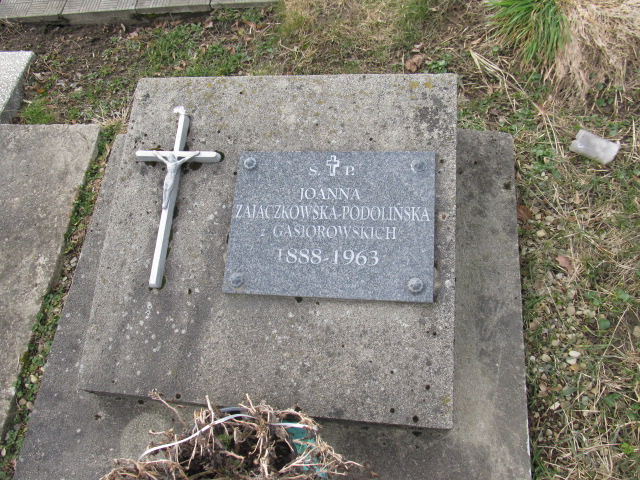 S. P.
JOANNA
ZAJĄCZKOWSKA-PODOLIŃSKA
z GĄSIOROWSKICH
1888-1963